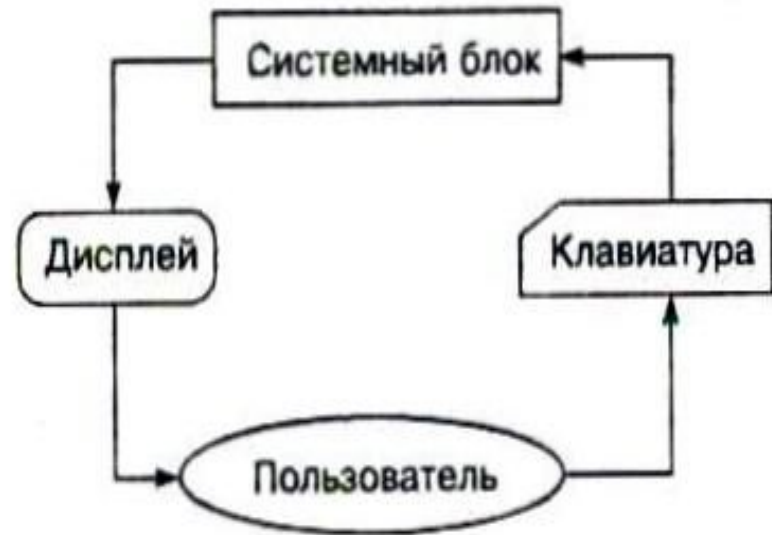 Системный блок
Дисплей
Клавиатура
Пользователь